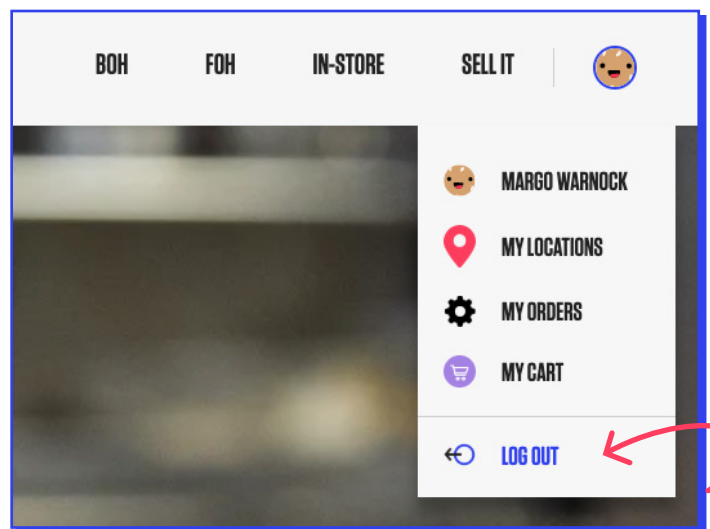 BOH FOH IN-STORE SELL IT
MARGO WARNOCK
MY LOCATIONS
MY ORDERS
MY CART
LOG OUT